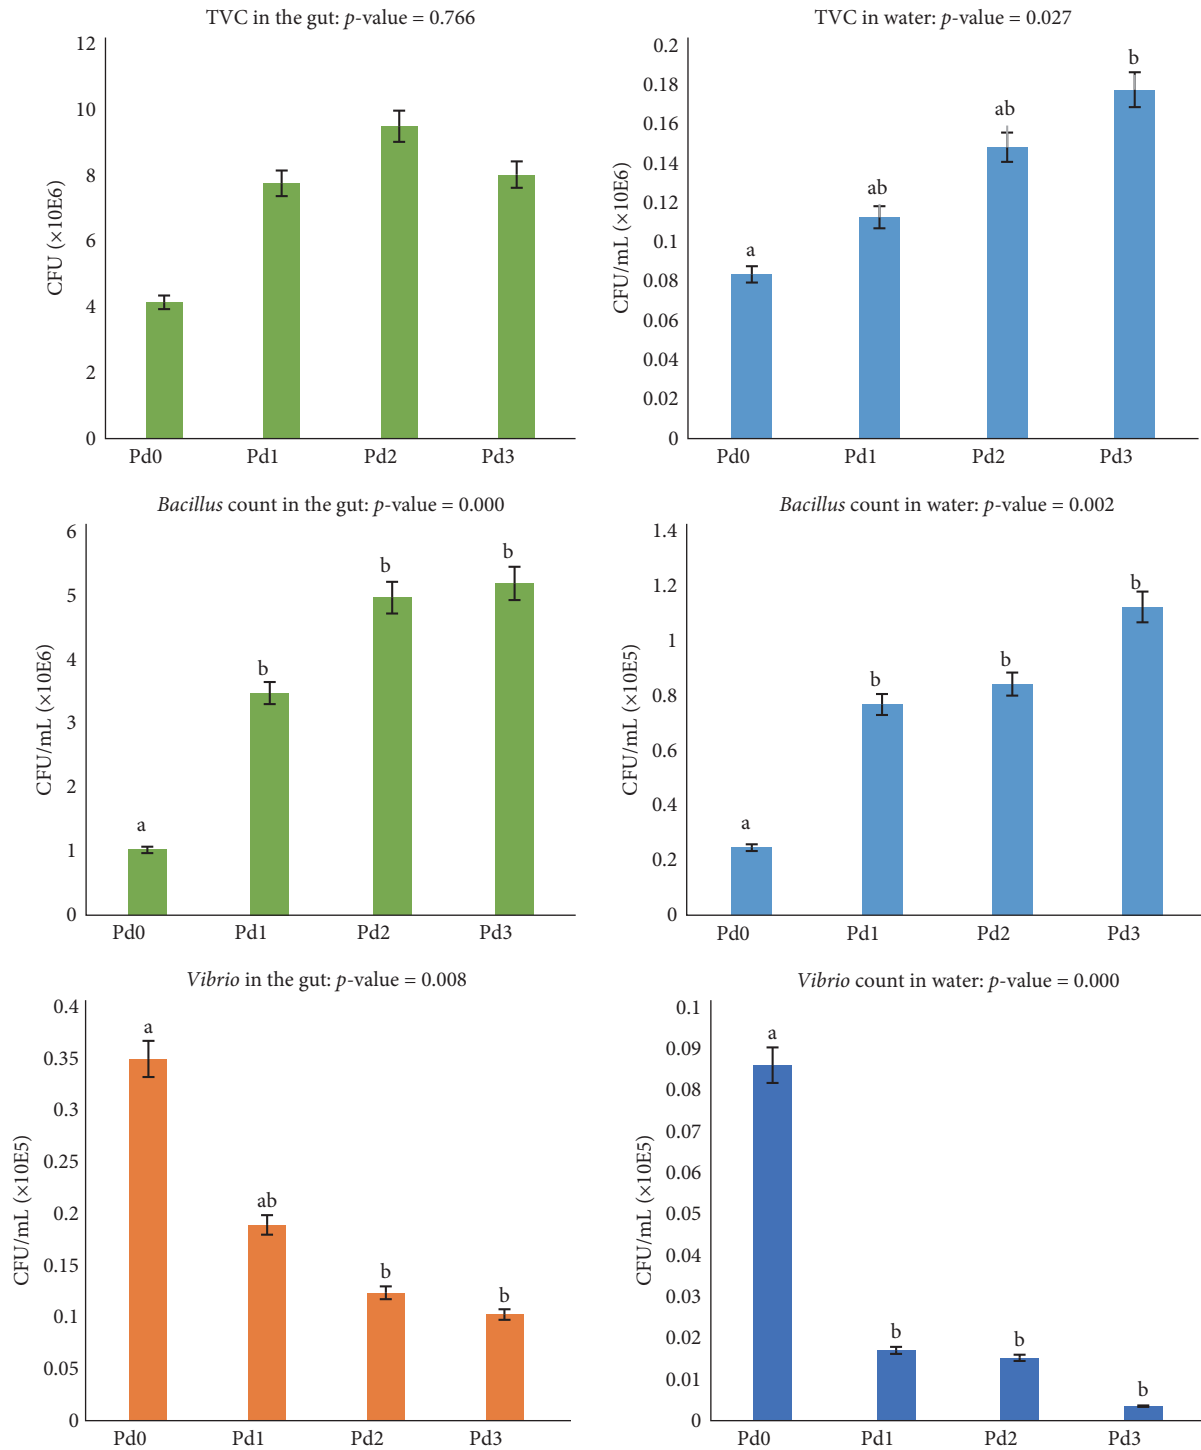 TVC in the gut: p-value = 0.766
12
10
8
6
4
2
0
CFU (×10E6)
Pd0 Pd1 Pd2 Pd3
TVC in water: p-value = 0.027
0.2
0.18
0.16
0.14
0.12
0.1
0.08
0.06
0.04
0.02
0
CFU/mL (×10E6)
a ab ab b
Pd0 Pd1 Pd2 Pd3
Bacillus count in the gut: p-value = 0.000
6
5
4
3
2
1
0
CFU/mL (×10E6)
a b b b
Pd0 Pd1 Pd2 Pd3
Bacillus count in water: p-value = 0.002
1.4
1.2
1
0.8
0.6
0.4
0.2
0
CFU/mL (×10E5)
a b b b
Pd0 Pd1 Pd2 Pd3
Vibrio in the gut: p-value = 0.008
0.4
0.35
0.3
0.25
0.2
0.15
0.1
0.05
0
CFU/mL (×10E5)
a ab b b
Pd0 Pd1 Pd2 Pd3
Vibrio count in water: p-value = 0.000
0.1
0.09
0.08
0.07
0.06
0.05
0.04
0.03
0.02
0.01
0
CFU/mL (×10E5)
a b b b
Pd0 Pd1 Pd2 Pd3